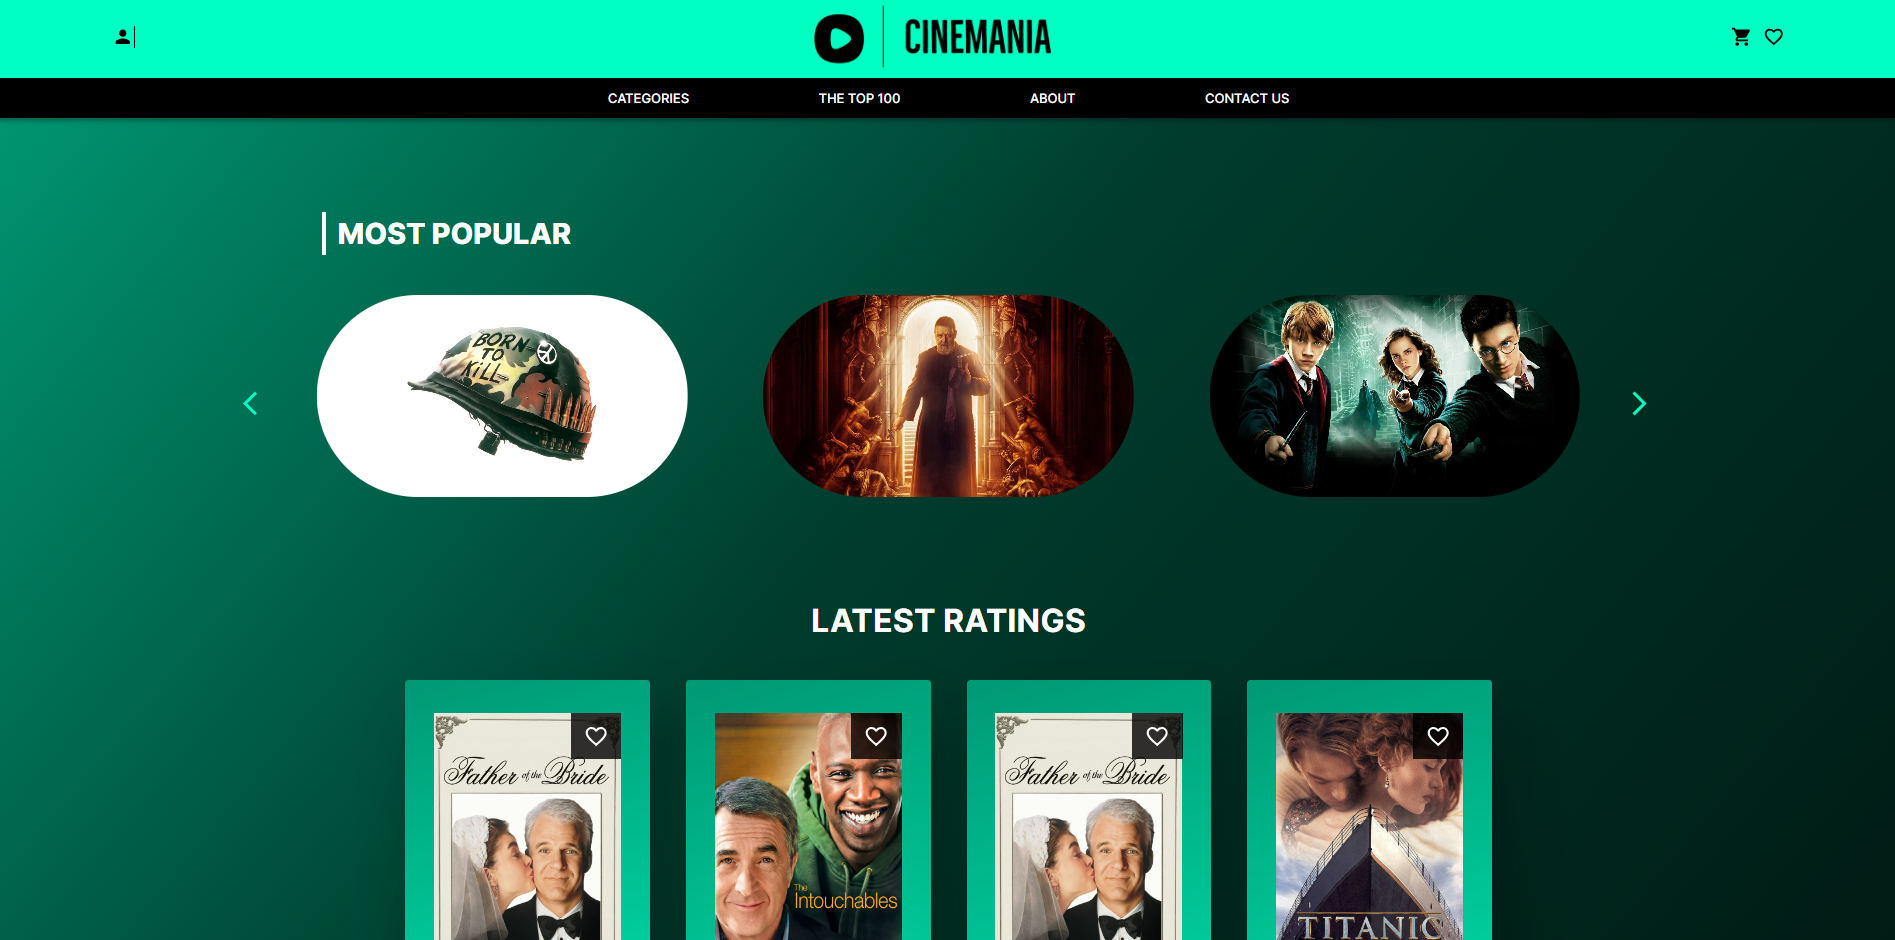 CINEMANIA
CATEGORIES THE TOP 100 ABOUT CONTACT US
MOST POPULAR
BORN
TO
KILL
LATEST RATINGS
Father of the Bride
The Intouchables
Father of the Bride
TITANIC